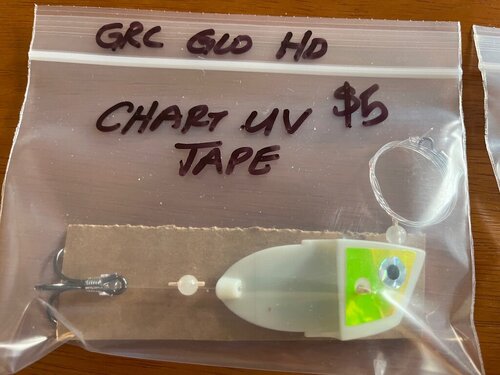 GRC GLO HD
CHART UV $5
TAPE